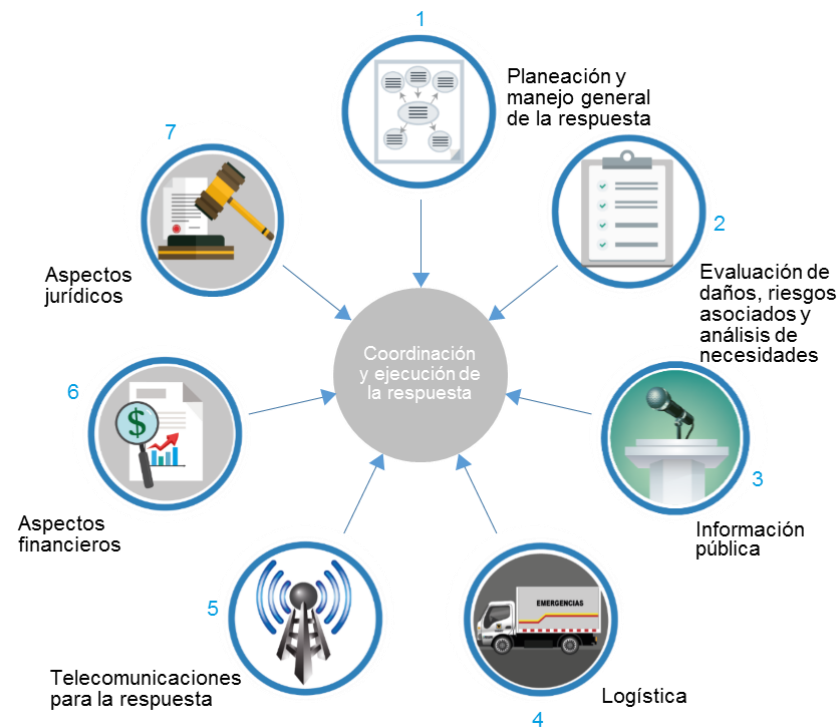 1
Planeación y
manejo general
de la respuesta
2
Evaluación de
daños, riesgos
asociados y
análisis de
necesidades
3
Información
pública
EMERGENCIAS
Logística
4
5
Telecomunicaciones
para la respuesta
6
$
Aspectos
financieros
7
Aspectos
jurídicos
Coordinación
y ejecución de
la respuesta